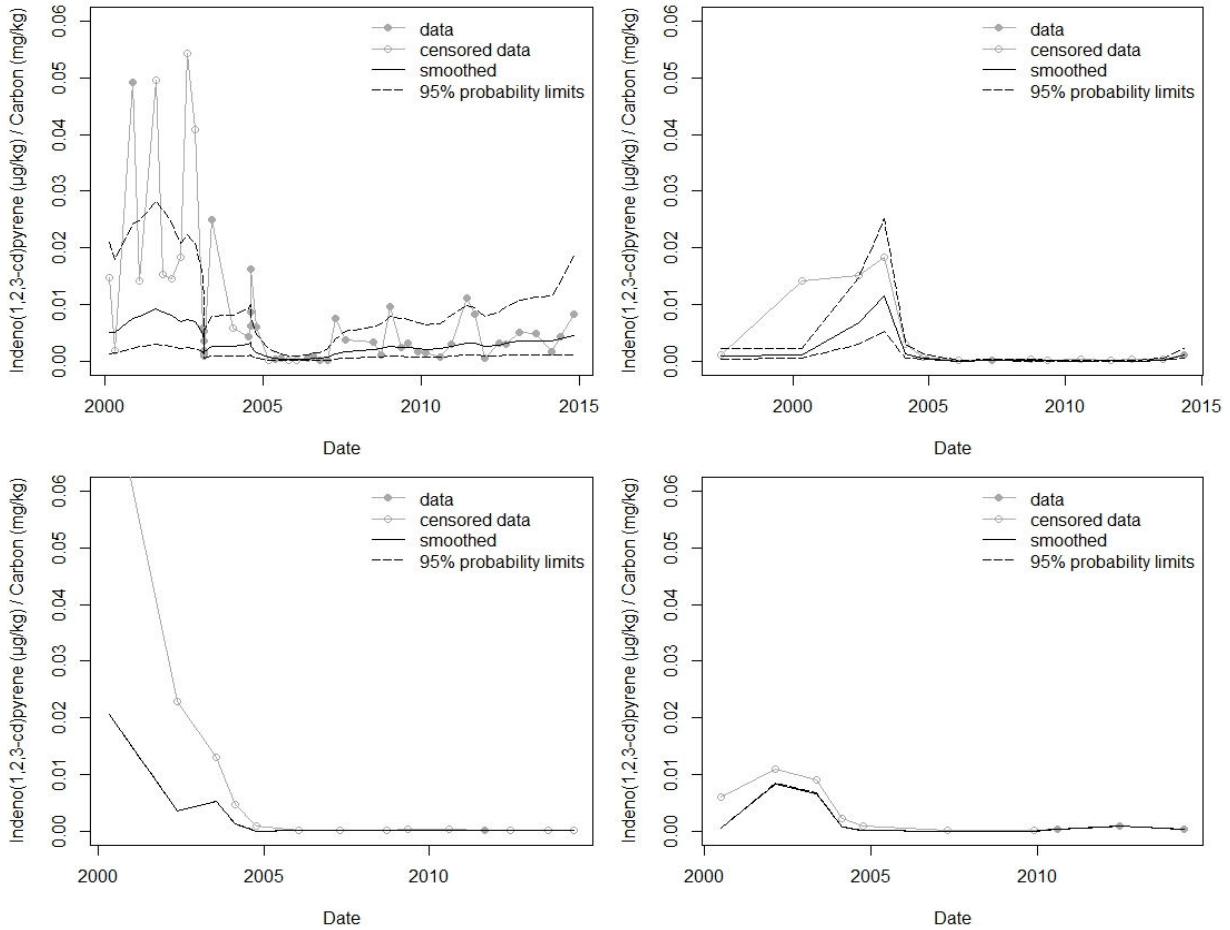 Indeno(1,2,3-cd)pyrene (µg/kg) / Carbon (mg/kg)
0.06
0.05
0.04
0.03
0.02
0.01
0.00
data
censored data
smoothed
95% probability limits
2000
2005
2010
2015
Date
Indeno(1,2,3-cd)pyrene (µg/kg) / Carbon (mg/kg)
0.06
0.05
0.04
0.03
0.02
0.01
0.00
data
censored data
smoothed
95% probability limits
2000
2005
2010
2015
Date
Indeno(1,2,3-cd)pyrene (µg/kg) / Carbon (mg/kg)
0.06
0.05
0.04
0.03
0.02
0.01
0.00
data
censored data
smoothed
95% probability limits
2000
2005
2010
Date
Indeno(1,2,3-cd)pyrene (µg/kg) / Carbon (mg/kg)
0.06
0.05
0.04
0.03
0.02
0.01
0.00
data
censored data
smoothed
95% probability limits
2000
2005
2010
Date